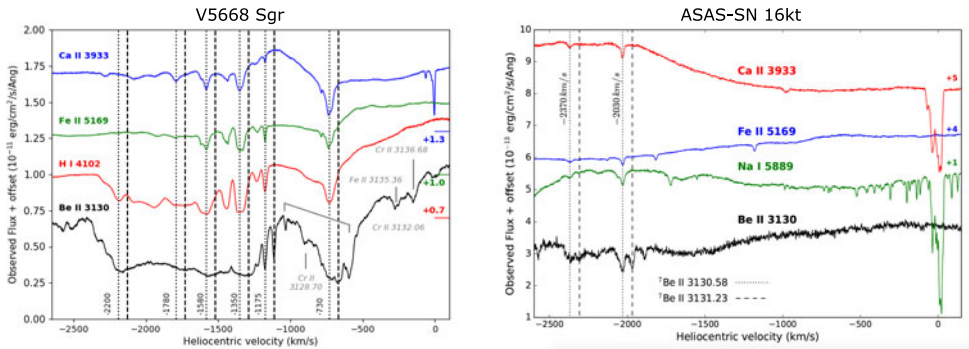 V5668 Sgr
ASAS-SN 16kt
Observed Flux + offset (10⁻¹³ erg/cm²/s/Ang)
2.00
1.75
1.50
1.25
1.00
0.75
0.50
0.25
0.00
Ca II 3933
Fe II 5169
H I 4102
Be II 3130
+1.3
+1.0
+0.7
Cr II 3136.68
Fe II 3135.36
Cr II 3132.06
Cr II
3128.70
-2200
-1780
-1580
-1350
-1175
-730
−2500 −2000 −1500 −1000 −500 0
Heliocentric velocity (km/s)
Observed Flux + offset (10⁻¹³ erg/cm²/s/Ang)
10
9
8
7
6
5
4
3
2
1
−2370km/s
−2030km/s
Ca II 3933
+5
Fe II 5169
+4
Na I 5889
+1
Be II 3130
⁷Be II 3130.58
⁷Be II 3131.23
−2500 −2000 −1500 −1000 −500 0
Heliocentric velocity (km/s)